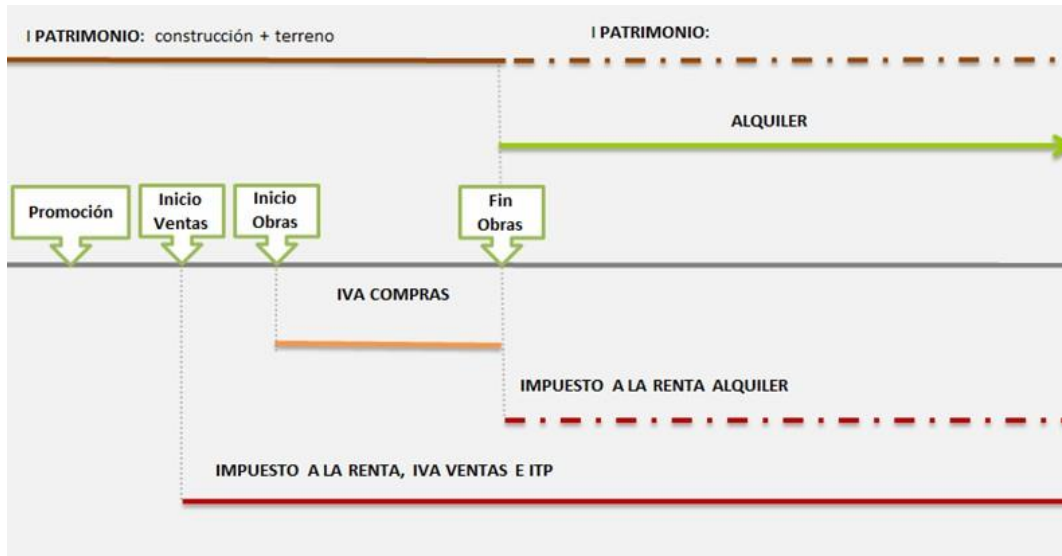 I PATRIMONIO: construcción + terreno
I PATRIMONIO:
ALQUILER
Promoción
Inicio
Ventas
Inicio
Obras
Fin
Obras
IVA COMPRAS
IMPUESTO A LA RENTA ALQUILER
IMPUESTO A LA RENTA, IVA VENTAS E ITP